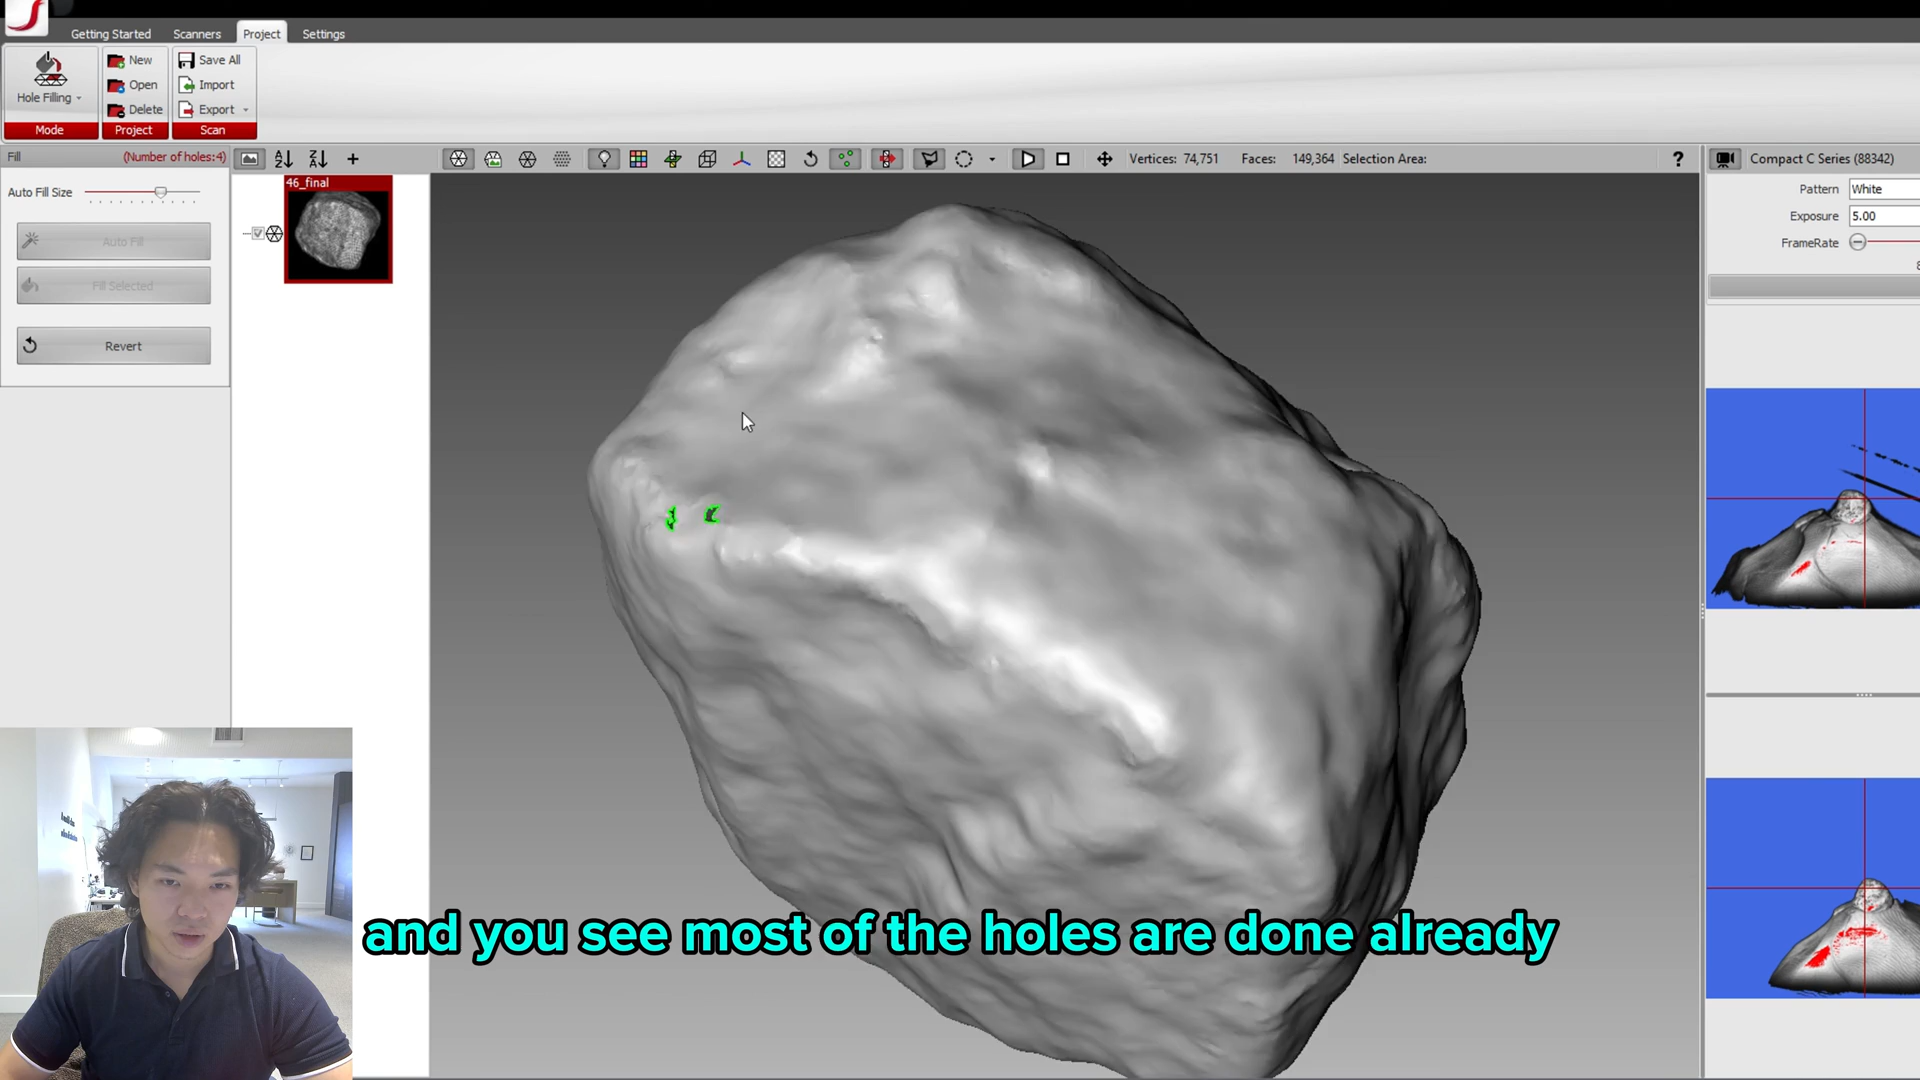 Getting Started
Scanners
Project
Settings
Hole Filling
New
Open
Delete
Save All
Import
Export
Mode
Project
Scan
Fill
(Number of holes:4)
Vertices: 74,751
Faces: 149,364
Selection Area:
?
Compact C Series (88342)
Auto Fill Size
Auto Fill
Fill Selected
Revert
46_final
Pattern
White
Exposure
5.00
FrameRate
and you see most of the holes are done already